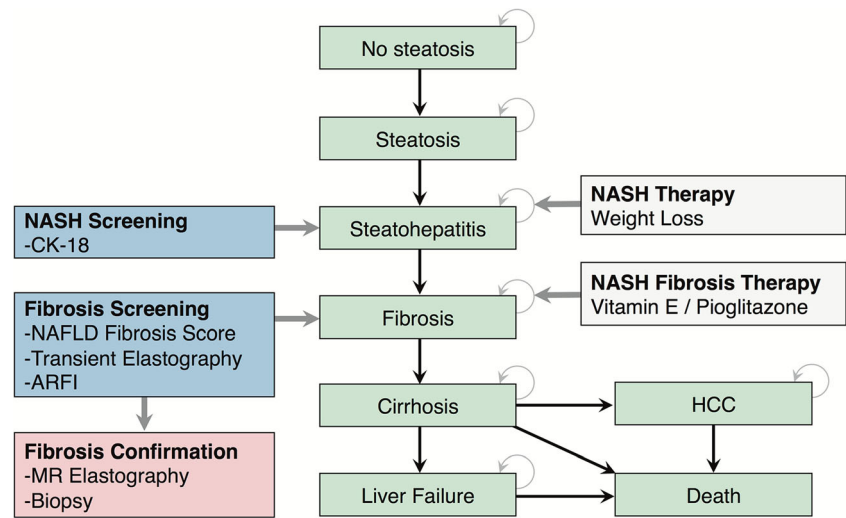 No steatosis
Steatosis
NASH Screening
-CK-18
Steatohepatitis
NASH Therapy
Weight Loss
Fibrosis Screening
-NAFLD Fibrosis Score
-Transient Elastography
-ARFI
Fibrosis
NASH Fibrosis Therapy
Vitamin E / Pioglitazone
Cirrhosis
HCC
Fibrosis Confirmation
-MR Elastography
-Biopsy
Liver Failure
Death